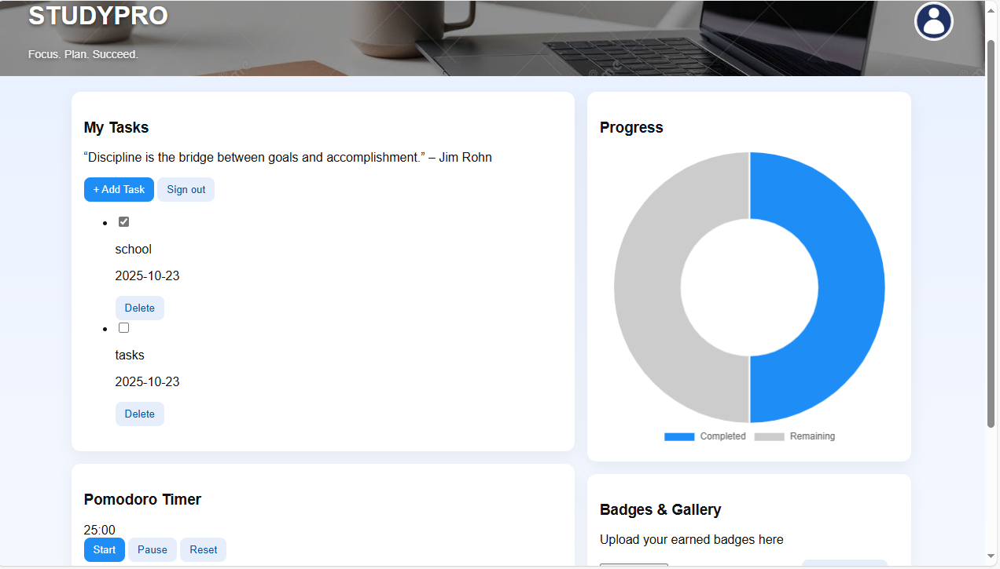 STUDYPRO
Focus. Plan. Succeed.
My Tasks
“Discipline is the bridge between goals and accomplishment.” – Jim Rohn
+ Add Task Sign out
school
2025-10-23
Delete
tasks
2025-10-23
Delete
Progress
Completed Remaining
Pomodoro Timer
25:00
Start Pause Reset
Badges & Gallery
Upload your earned badges here